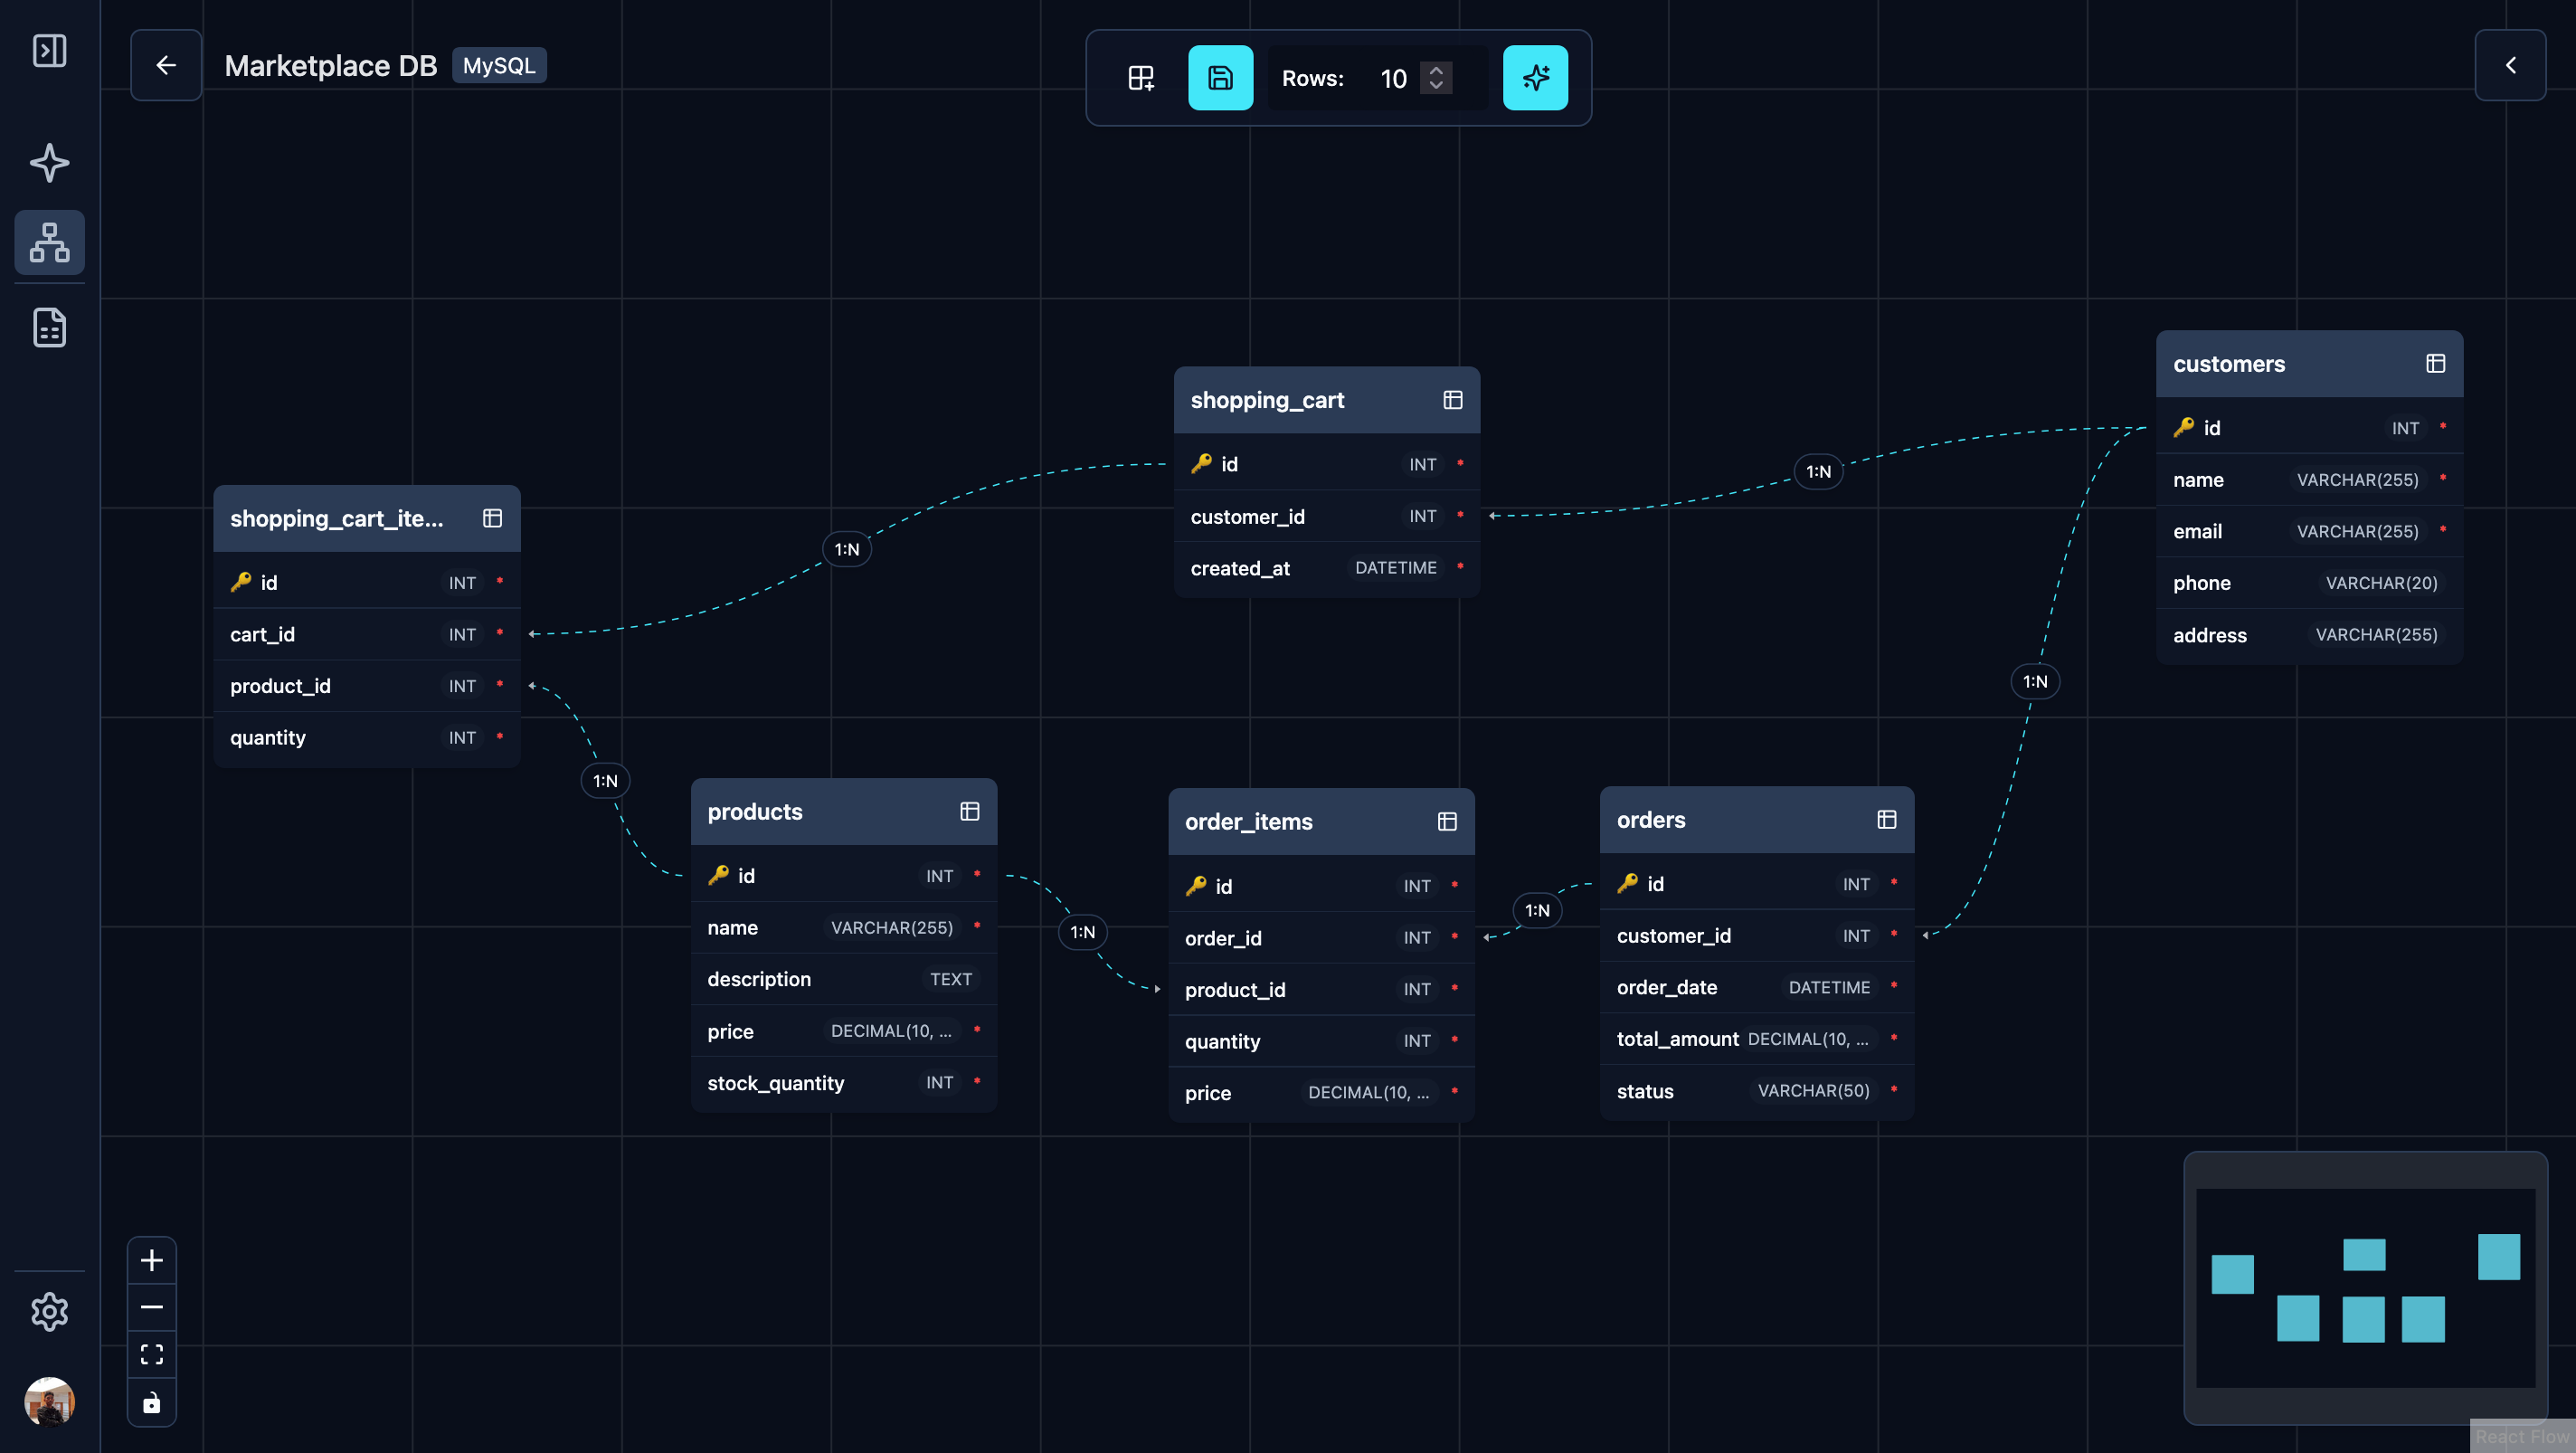 Marketplace DB
MySQL
Rows: 10
shopping_cart_ite...
id INT *
cart_id INT *
product_id INT *
quantity INT *
shopping_cart
id INT *
customer_id INT *
created_at DATETIME *
customers
id INT *
name VARCHAR(255) *
email VARCHAR(255) *
phone VARCHAR(20)
address VARCHAR(255)
1:N
1:N
1:N
1:N
1:N
1:N
products
id INT *
name VARCHAR(255) *
description TEXT
price DECIMAL(10, ... *
stock_quantity INT *
order_items
id INT *
order_id INT *
product_id INT *
quantity INT *
price DECIMAL(10, ... *
orders
id INT *
customer_id INT *
order_date DATETIME *
total_amount DECIMAL(10, ... *
status VARCHAR(50) *
React Flow